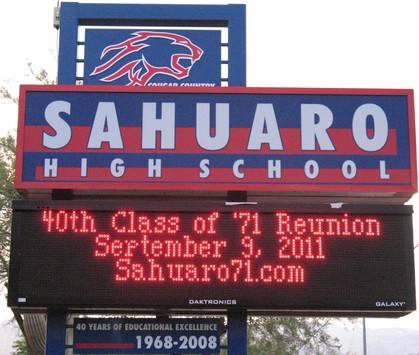 COUGAR COUNTRY
SAHUARO
HIGH SCHOOL
40th Class of '71 Reunion
September 9, 2011
Sahuaro71.com
DAKTRONICS GALAXY
40 YEARS OF EDUCATIONAL EXCELLENCE
1968-2008